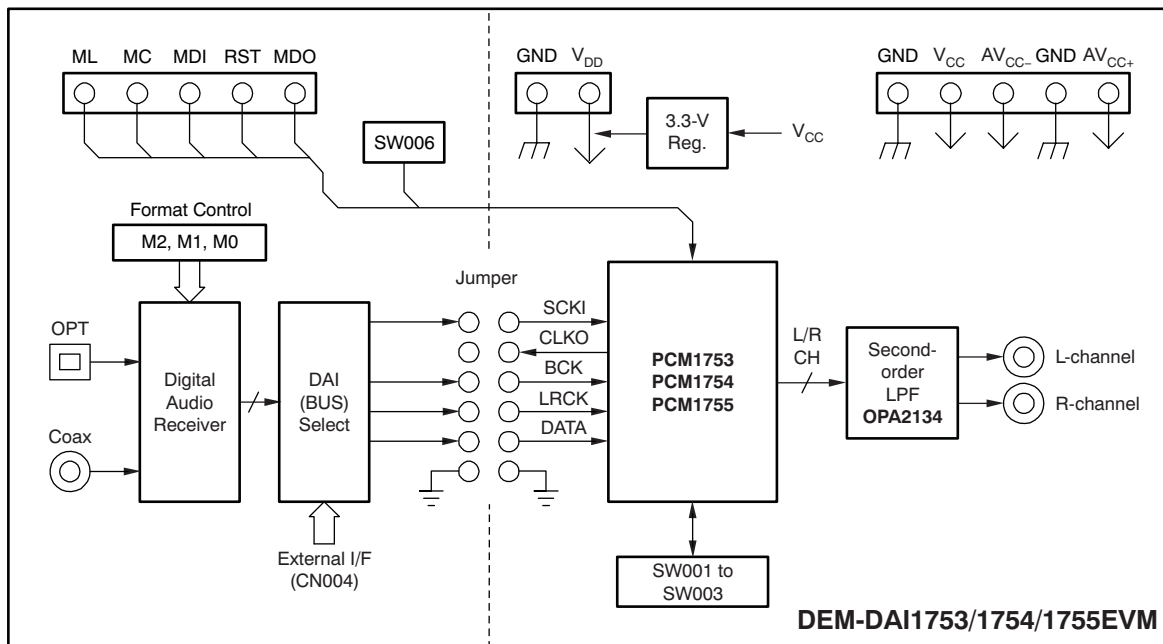 ML MC MDI RST MDO
GND VDD
GND VCC AVCC– GND AVCC+
SW006
3.3-V
Reg.
VCC
Format Control
M2, M1, M0
Jumper
OPT
Coax
Digital
Audio
Receiver
DAI
(BUS)
Select
External I/F
(CN004)
SCKI
CLKO
BCK
LRCK
DATA
PCM1753
PCM1754
PCM1755
L/R
CH
Second-
order
LPF
OPA2134
L-channel
R-channel
SW001 to
SW003
DEM-DAI1753/1754/1755EVM